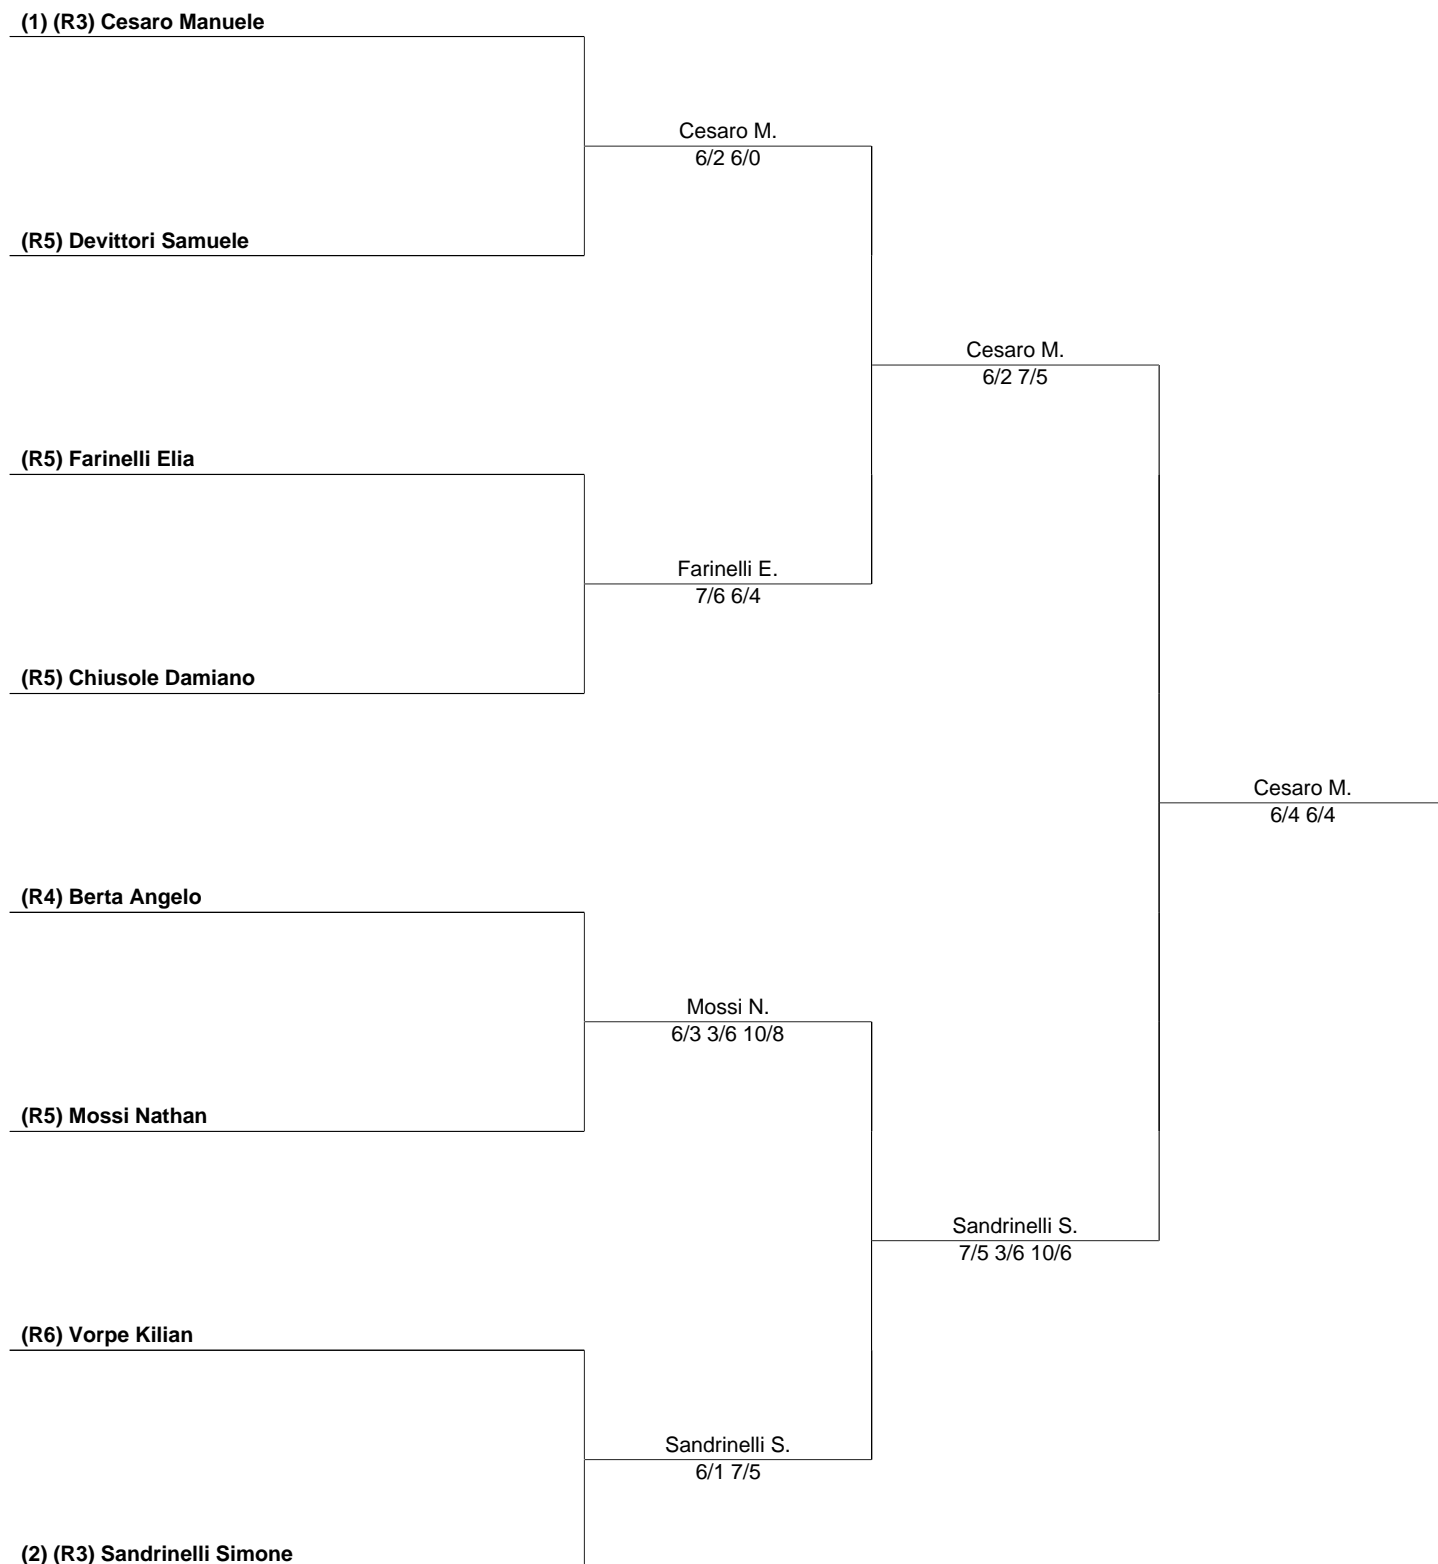 (1) (R3) Cesaro Manuele
Cesaro M.
6/2 6/0
(R5) Devittori Samuele
Cesaro M.
6/2 7/5
(R5) Farinelli Elia
Farinelli E.
7/6 6/4
(R5) Chiusole Damiano
Cesaro M.
6/4 6/4
(R4) Berta Angelo
Mossi N.
6/3 3/6 10/8
(R5) Mossi Nathan
Sandrinelli S.
7/5 3/6 10/6
(R6) Vorpe Kilian
Sandrinelli S.
6/1 7/5
(2) (R3) Sandrinelli Simone